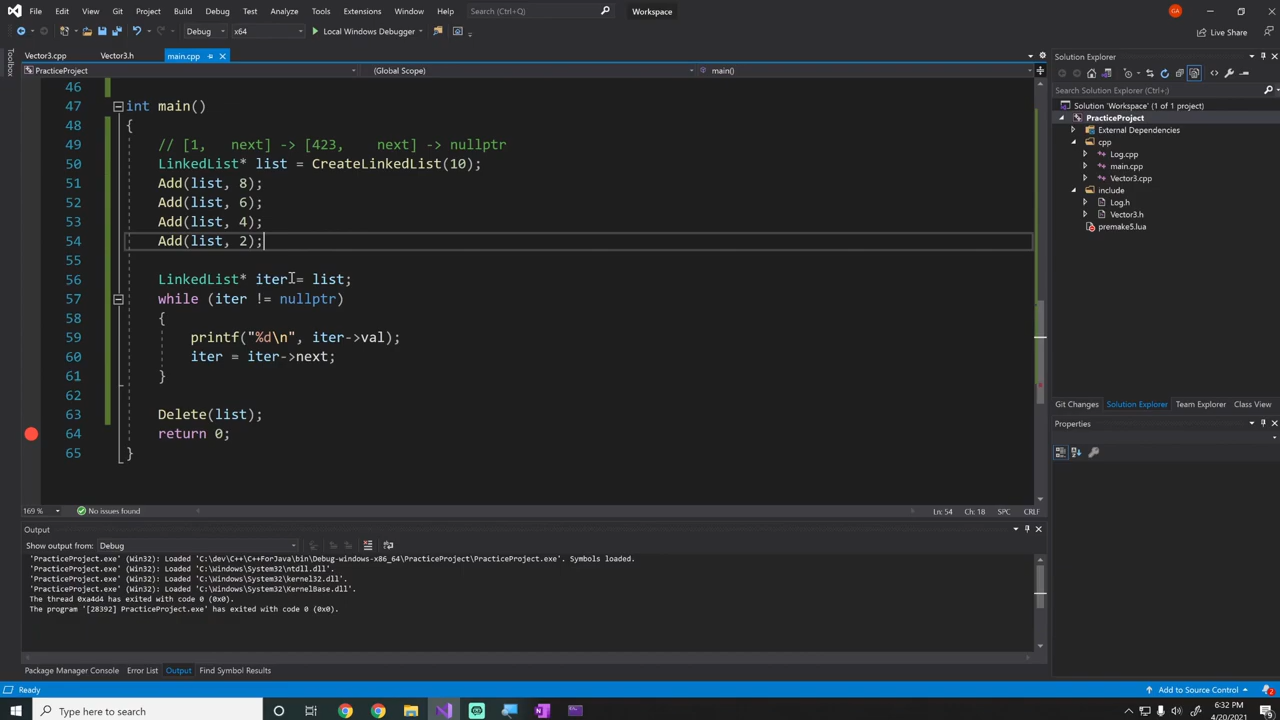 File Edit View Git Project Build Debug Test Analyze Tools Extensions Window Help Search (Ctrl+Q) Workspace GA
Debug x64 Local Windows Debugger Live Share
Toolbox
Vector3.cpp Vector3.h main.cpp
PracticeProject (Global Scope) main()
46
47 int main()
48 {
49 // [1, next] -> [423, next] -> nullptr
50 LinkedList* list = CreateLinkedList(10);
51 Add(list, 8);
52 Add(list, 6);
53 Add(list, 4);
54 Add(list, 2);
55
56 LinkedList* iter = list;
57 while (iter != nullptr)
58 {
59 printf("%d\n", iter->val);
60 iter = iter->next;
61 }
62
63 Delete(list);
64 return 0;
65 }
169 % No issues found Ln: 54 Ch: 18 SPC CRLF
Output
Show output from: Debug
'PracticeProject.exe' (Win32): Loaded 'C:\dev\C++\C++ForJava\bin\Debug-windows-x86_64\PracticeProject\PracticeProject.exe'. Symbols loaded.
'PracticeProject.exe' (Win32): Loaded 'C:\Windows\System32\ntdll.dll'.
'PracticeProject.exe' (Win32): Loaded 'C:\Windows\System32\kernel32.dll'.
'PracticeProject.exe' (Win32): Loaded 'C:\Windows\System32\KernelBase.dll'.
The thread 0xa4d4 has exited with code 0 (0x0).
The program '[28392] PracticeProject.exe' has exited with code 0 (0x0).
Package Manager Console Error List Output Find Symbol Results
Solution Explorer
Search Solution Explorer (Ctrl+;)
Solution 'Workspace' (1 of 1 project)
PracticeProject
External Dependencies
cpp
Log.cpp
main.cpp
Vector3.cpp
include
Log.h
Vector3.h
premake5.lua
Git Changes Solution Explorer Team Explorer Class View
Properties
Ready Add to Source Control 2
Type here to search
6:32 PM
4/20/2021